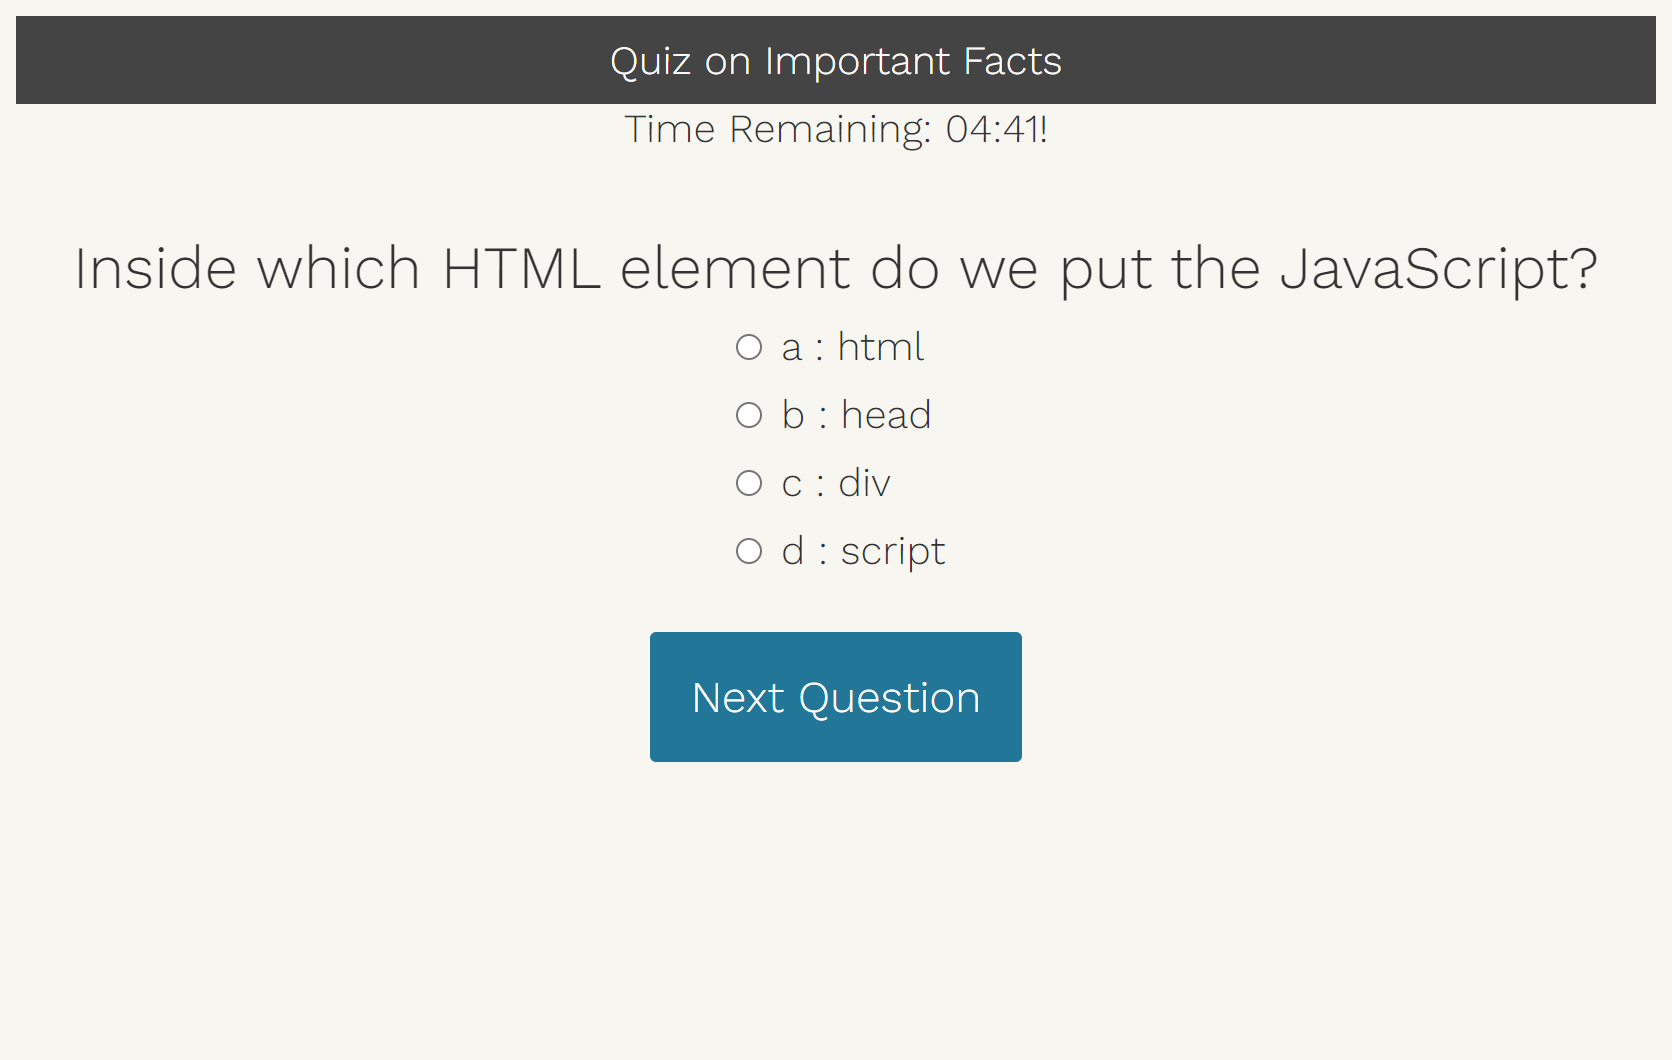 Quiz on Important Facts
Time Remaining: 04:41!
Inside which HTML element do we put the JavaScript?
a : html
b : head
c : div
d : script
Next Question